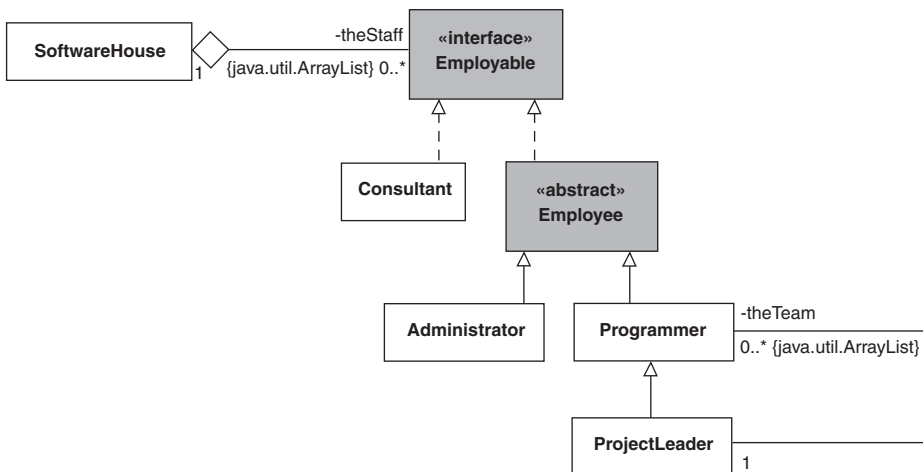 -theStaff
«interface»
SoftwareHouse
Employable
1
{java.util.ArrayList} 0..*
Consultant
«abstract»
Employee
-theTeam
Administrator
Programmer
0..* {java.util.ArrayList}
ProjectLeader
1